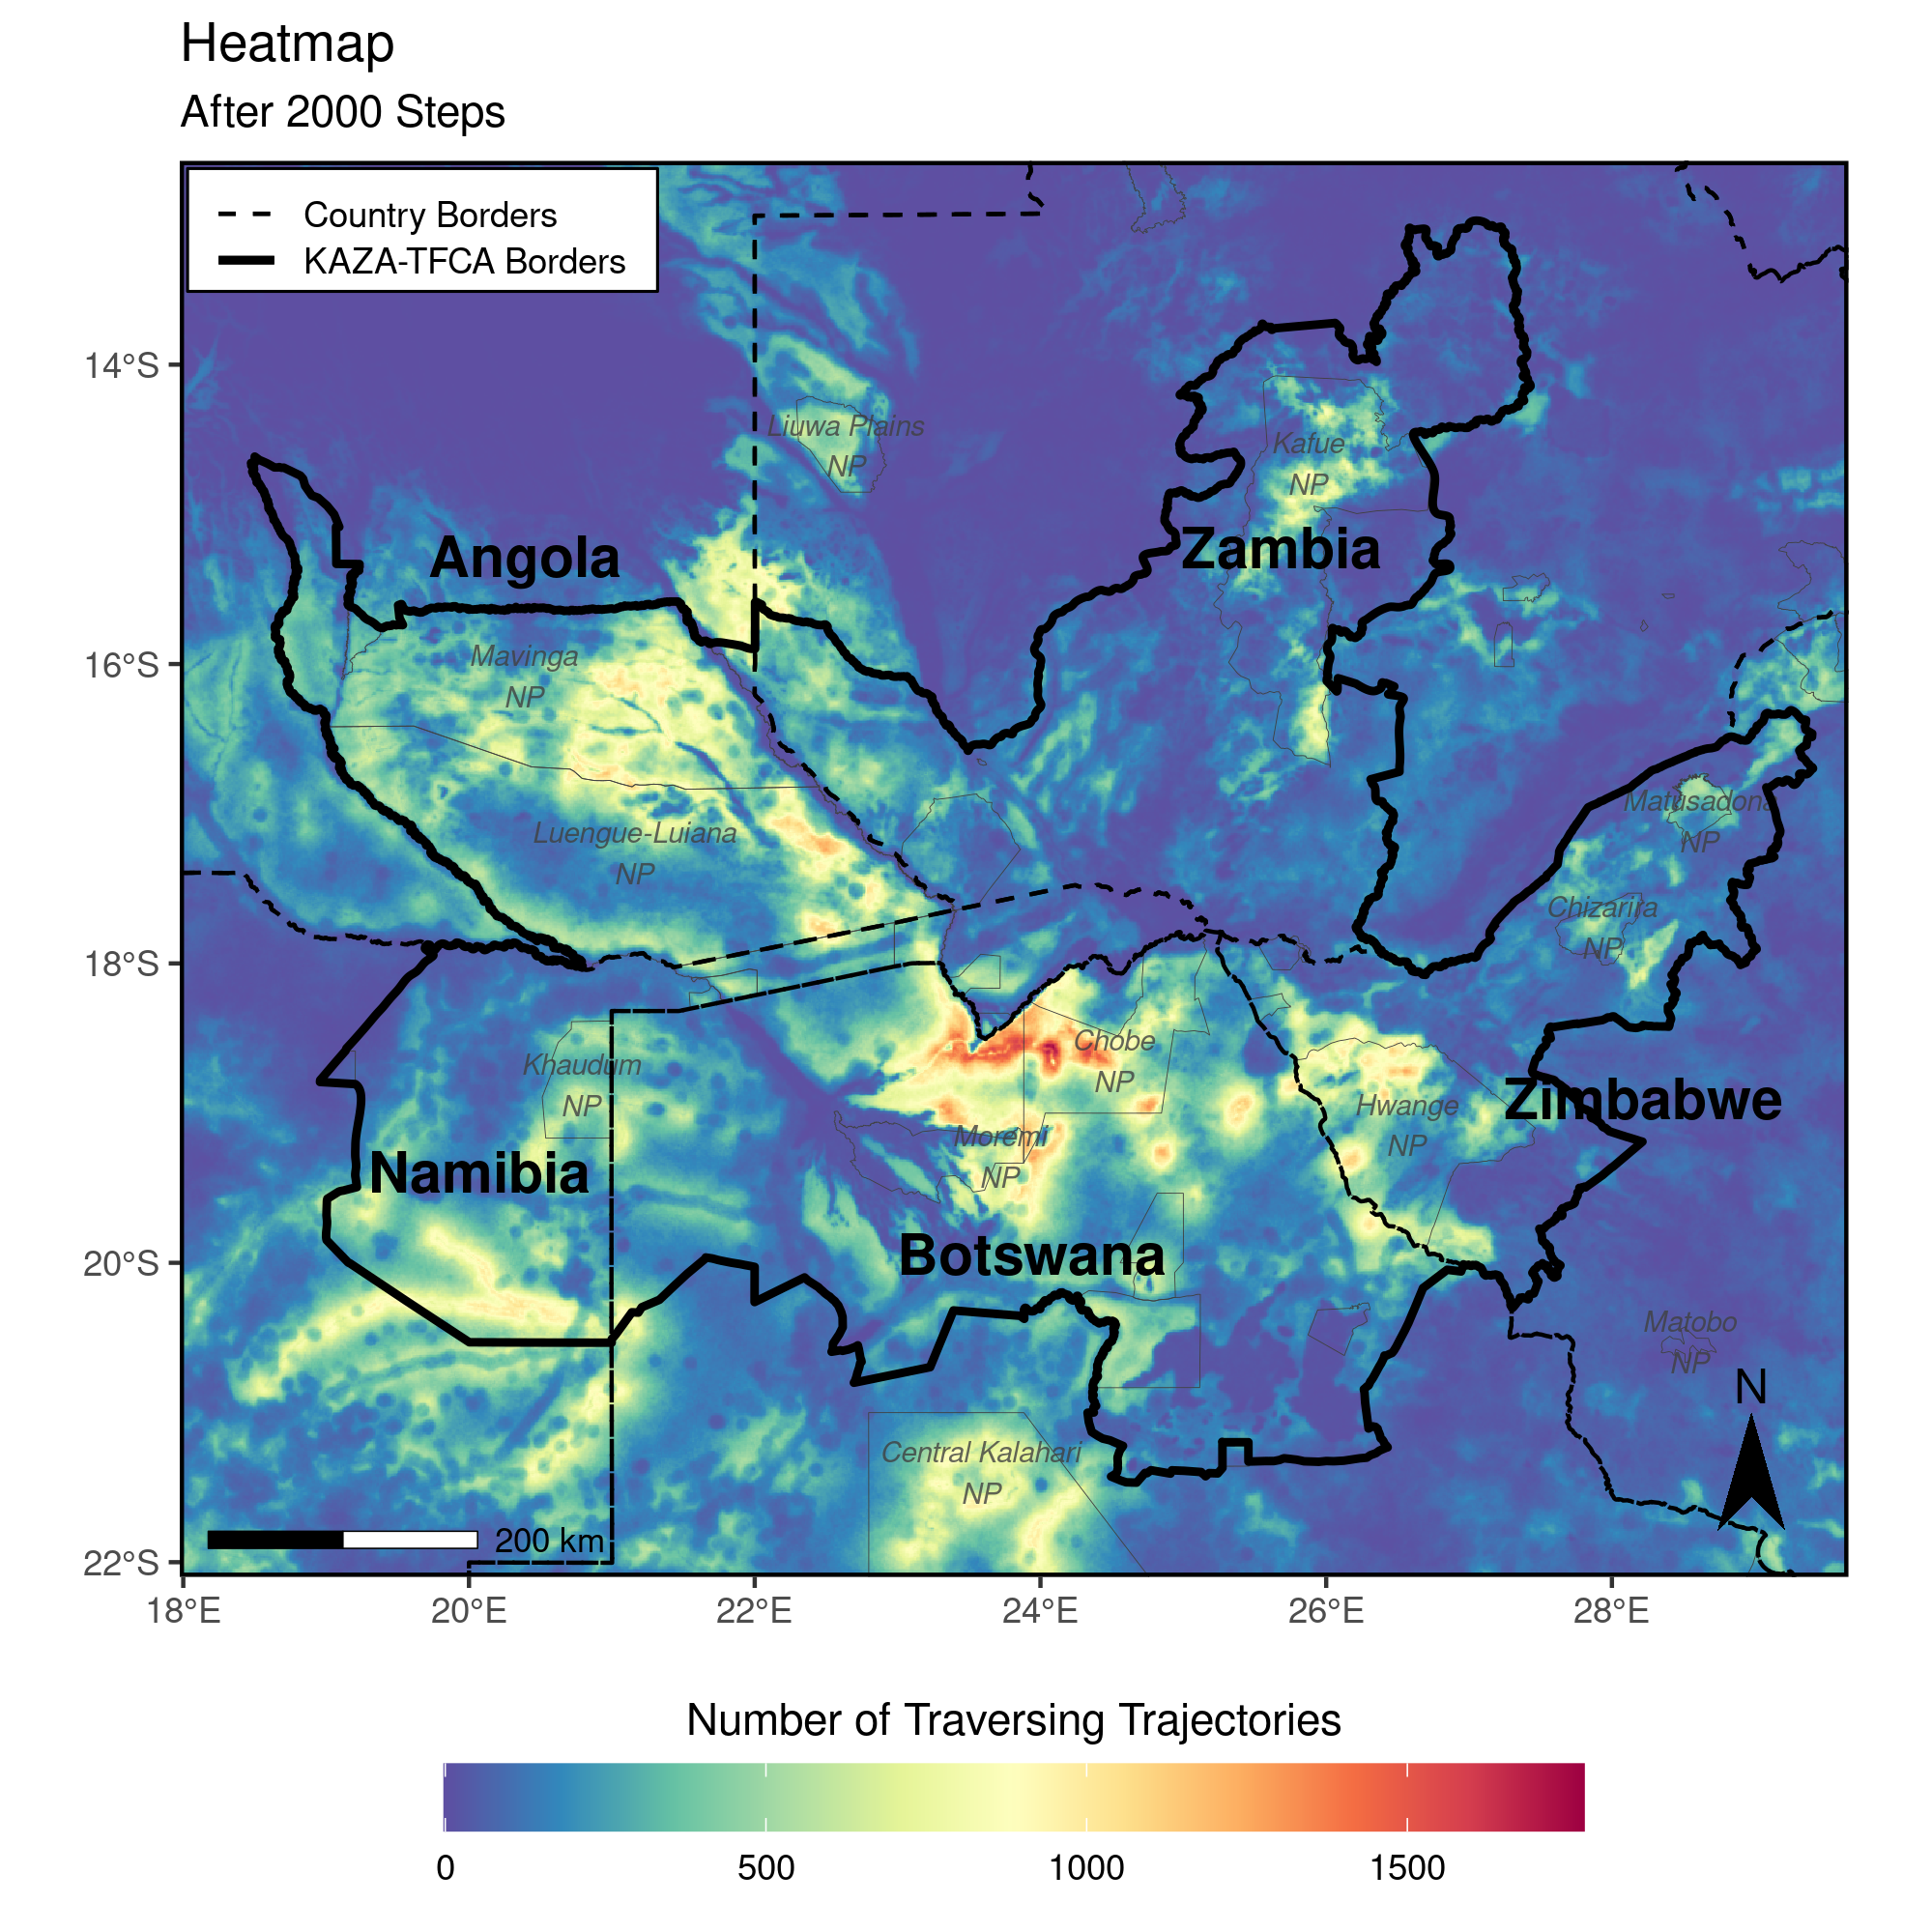 Heatmap
After 2000 Steps
Country Borders
KAZA-TFCA Borders
14°S
16°S
18°S
20°S
22°S
Liuwa Plains
NP
Kafue
NP
Angola
Zambia
Mavinga
NP
Luengue-Luiana
NP
Matusadona
NP
Chizarira
NP
Khaudum
NP
Chobe
NP
Hwange
NP
Zimbabwe
Moremi
NP
Namibia
Botswana
Matobo
NP
N
Central Kalahari
NP
200 km
18°E
20°E
22°E
24°E
26°E
28°E
Number of Traversing Trajectories
0
500
1000
1500